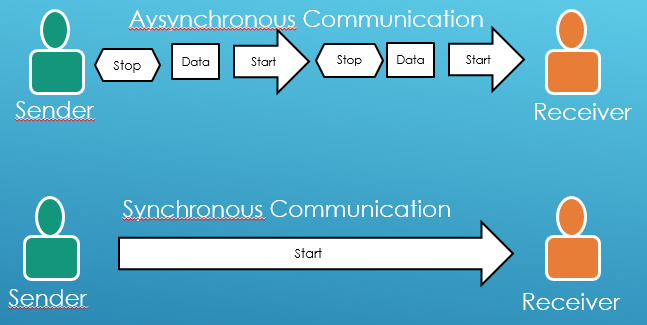 Aysynchronous Communication
Stop Data Start Stop Data Start
Sender Receiver
Synchronous Communication
Start
Sender Receiver